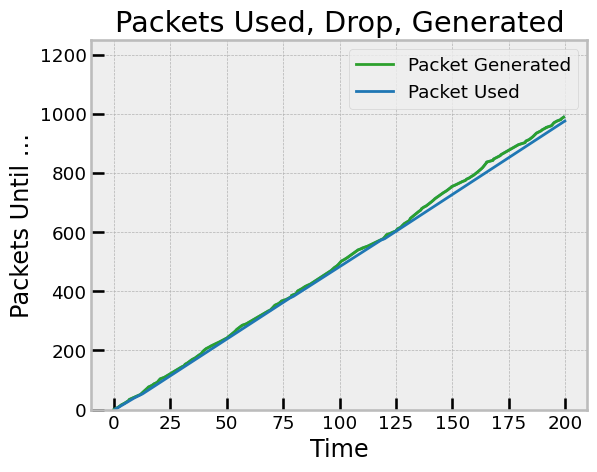 Packets Used, Drop, Generated
1200
1000
800
600
400
200
0
Packets Until ...
Packet Generated
Packet Used
0 25 50 75 100 125 150 175 200
Time